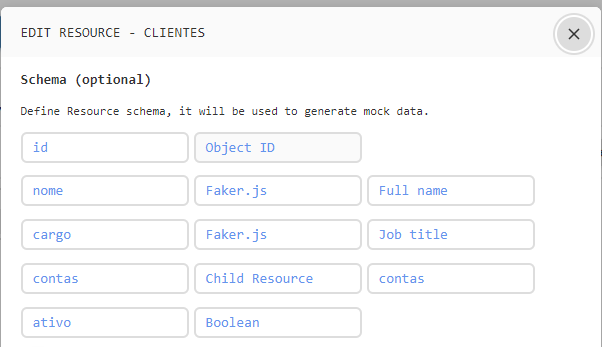 EDIT RESOURCE - CLIENTES
Schema (optional)
Define Resource schema, it will be used to generate mock data.
id Object ID
nome Faker.js Full name
cargo Faker.js Job title
contas Child Resource contas
ativo Boolean